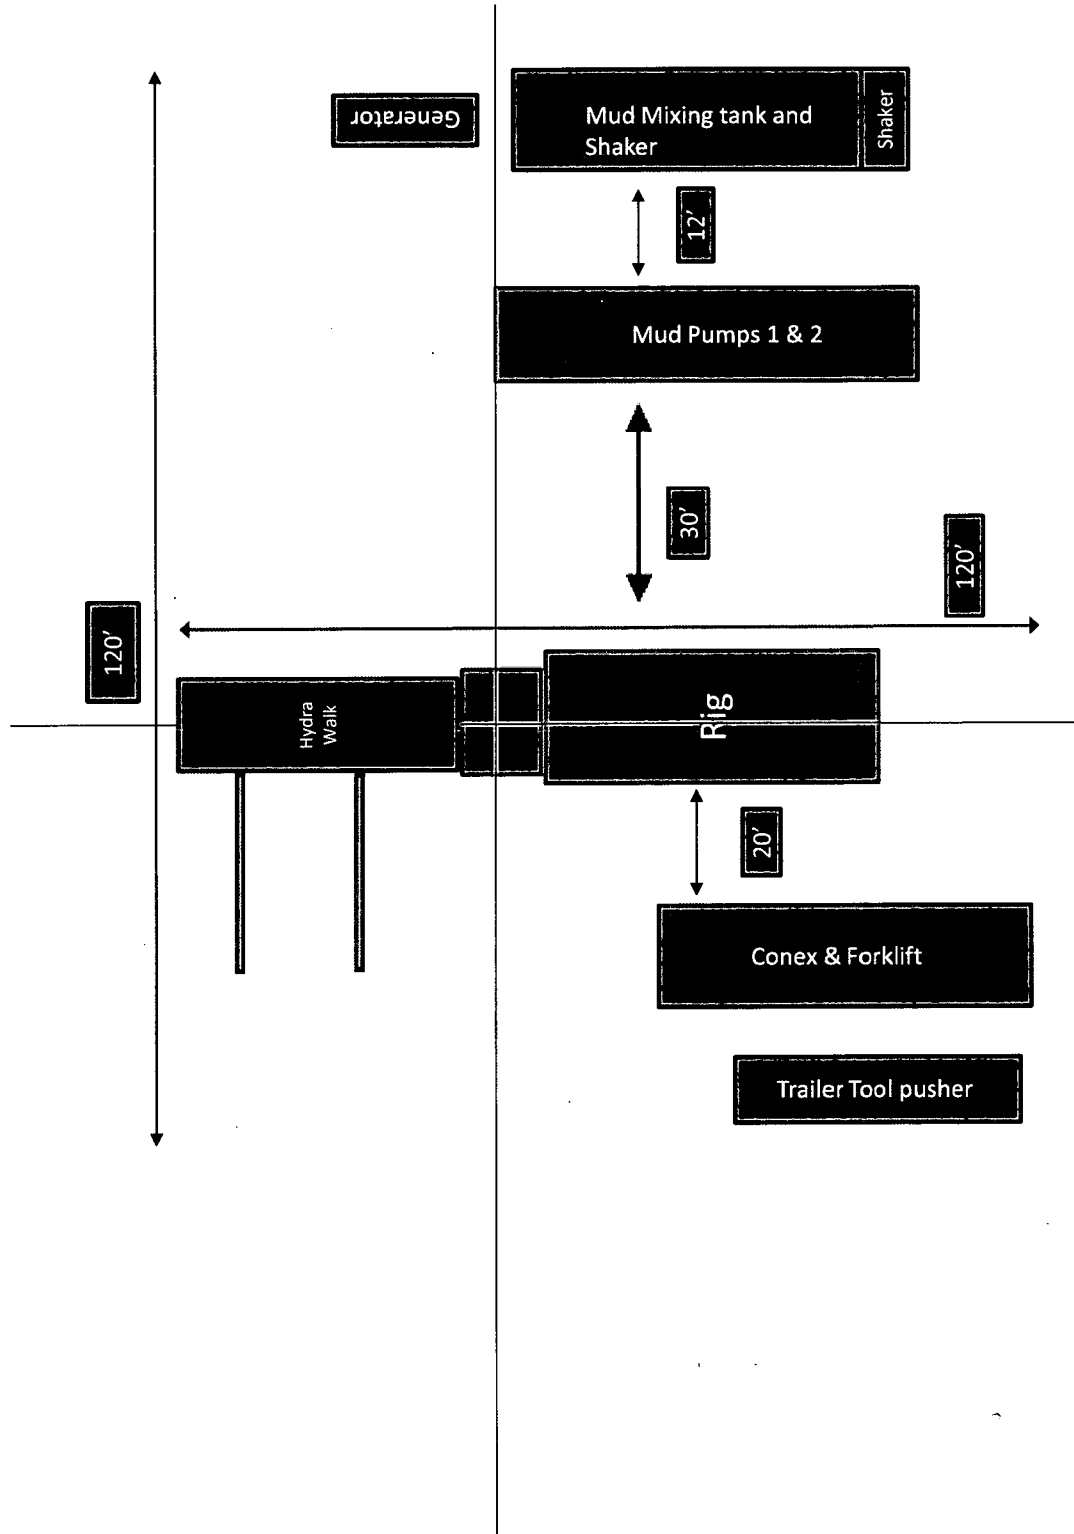 Generator
Mud Mixing tank and
Shaker
Shaker
12'
Mud Pumps 1 & 2
30'
120'
120'
Hydra
Walk
Rig
20'
Conex & Forklift
Trailer Tool pusher